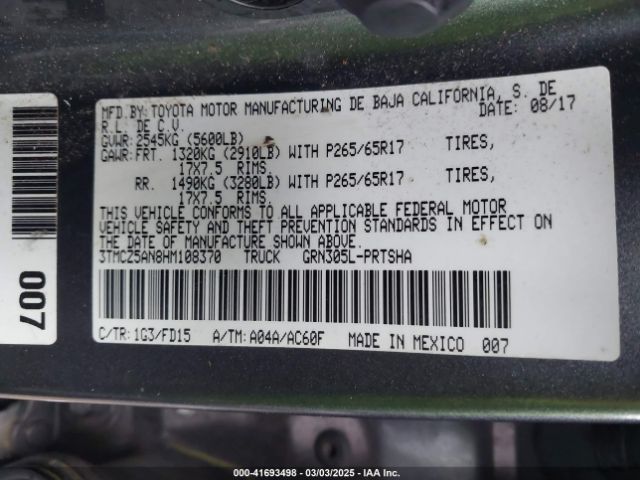 MFD.BY:TOYOTA MOTOR MANUFACTURING DE BAJA CALIFORNIA, S. DE
R.L. DE C.V. DATE: 08/17
GVWR:2545KG (5600LB)
GAWR:FRT. 1320KG (2910LB) WITH P265/65R17 TIRES,
17X7.5 RIMS.
RR. 1490KG (3280LB) WITH P265/65R17 TIRES,
17X7.5 RIMS.
THIS VEHICLE CONFORMS TO ALL APPLICABLE FEDERAL MOTOR
VEHICLE SAFETY AND THEFT PREVENTION STANDARDS IN EFFECT ON
THE DATE OF MANUFACTURE SHOWN ABOVE.
3TMCZ5AN8HM108370 TRUCK GRN305L-PRTSHA
C/TR:1G3/FD15 A/TM:A04A/AC60F MADE IN MEXICO 007
007
000-41693498 - 03/03/2025 - IAA Inc.